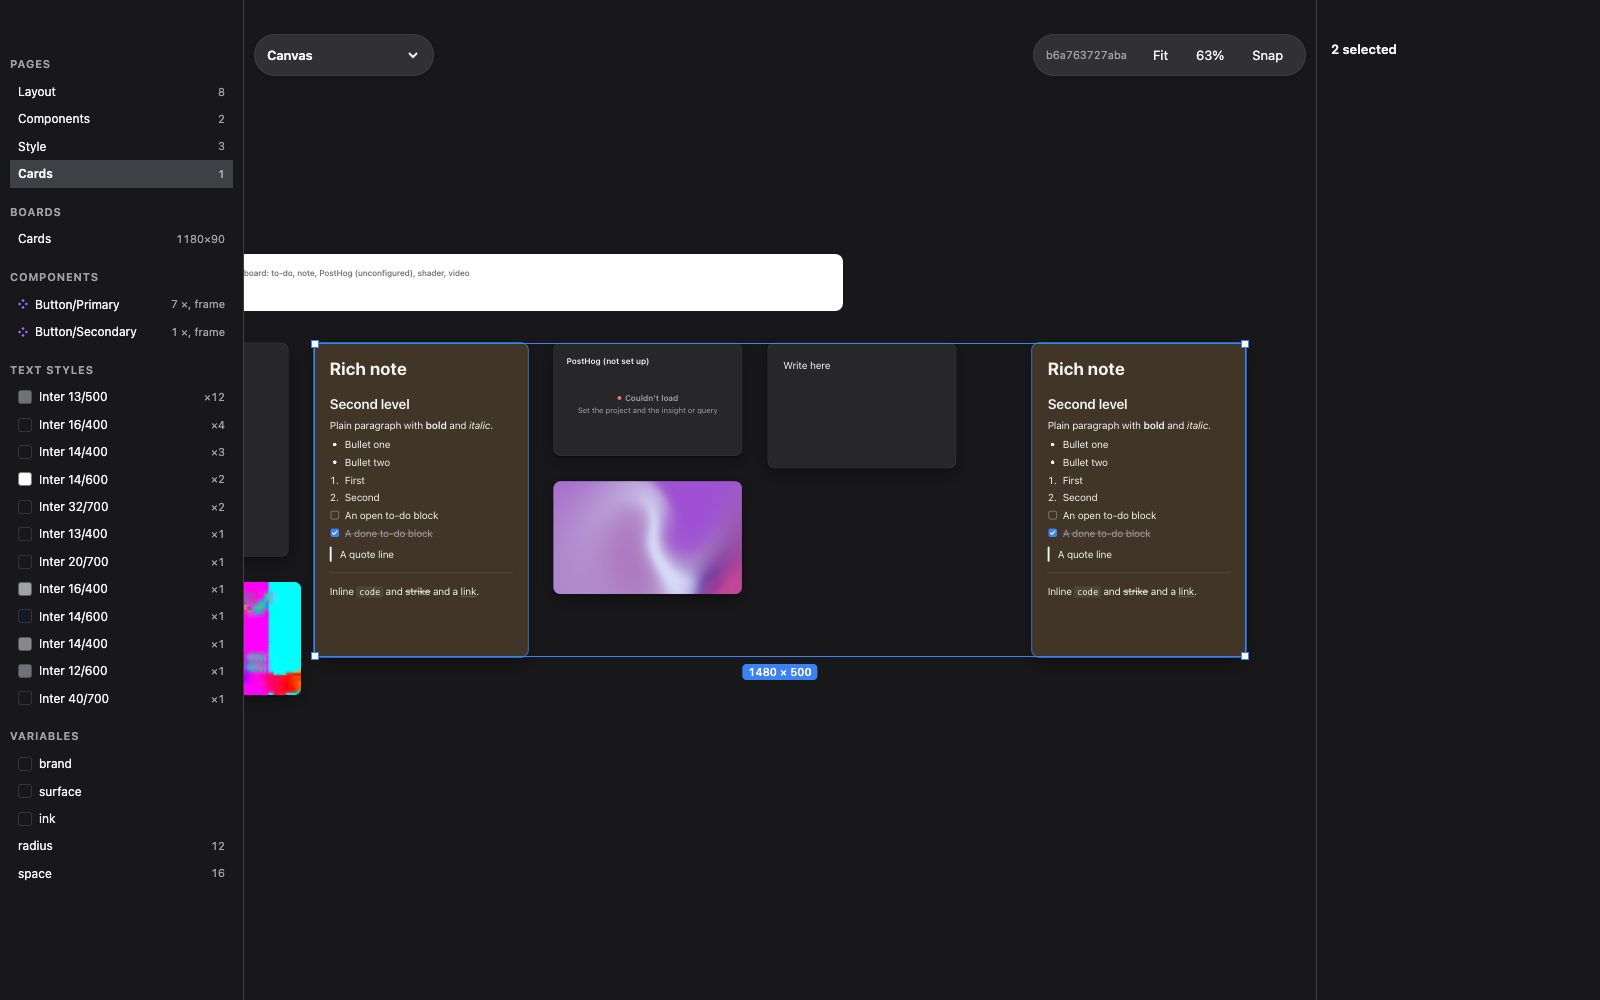 PAGES
Layout 8
Components 2
Style 3
Cards 1
BOARDS
Cards 1180×90
COMPONENTS
Button/Primary 7 ×, frame
Button/Secondary 1 ×, frame
TEXT STYLES
Inter 13/500 ×12
Inter 16/400 ×4
Inter 14/400 ×3
Inter 14/600 ×2
Inter 32/700 ×2
Inter 13/400 ×1
Inter 20/700 ×1
Inter 16/400 ×1
Inter 14/600 ×1
Inter 14/400 ×1
Inter 12/600 ×1
Inter 40/700 ×1
VARIABLES
brand
surface
ink
radius 12
space 16
Canvas
b6a763727aba Fit 63% Snap
board: to-do, note, PostHog (unconfigured), shader, video
Rich note
Second level
Plain paragraph with bold and italic.
• Bullet one
• Bullet two
1. First
2. Second
An open to-do block
A done to-do block
A quote line
Inline code and strike and a link.
PostHog (not set up)
Couldn't load
Set the project and the insight or query
Write here
Rich note
Second level
Plain paragraph with bold and italic.
• Bullet one
• Bullet two
1. First
2. Second
An open to-do block
A done to-do block
A quote line
Inline code and strike and a link.
1480 × 500
2 selected